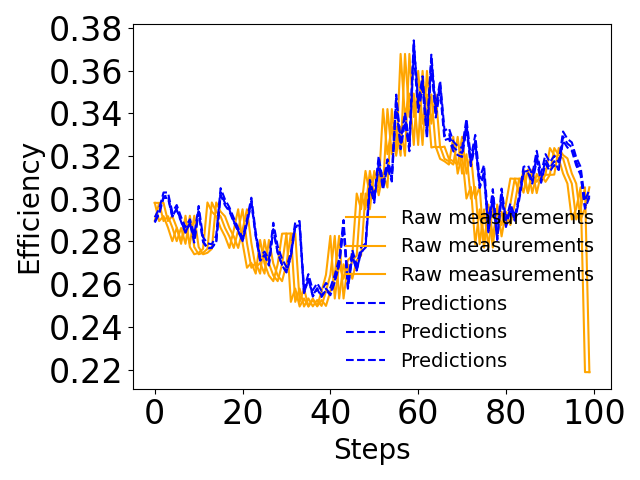 0.38
0.36
0.34
0.32
0.30
0.28
0.26
0.24
0.22
Efficiency
Raw measurements
Raw measurements
Raw measurements
Predictions
Predictions
Predictions
0 20 40 60 80 100
Steps